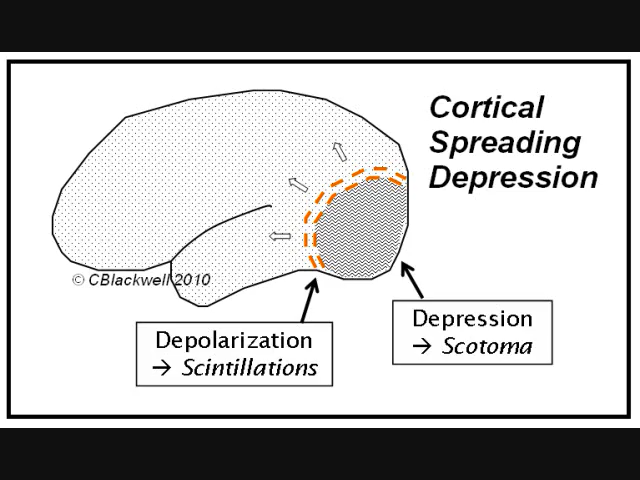 Cortical
Spreading
Depression
© CBlackwell 2010
Depression
→ Scotoma
Depolarization
→ Scintillations